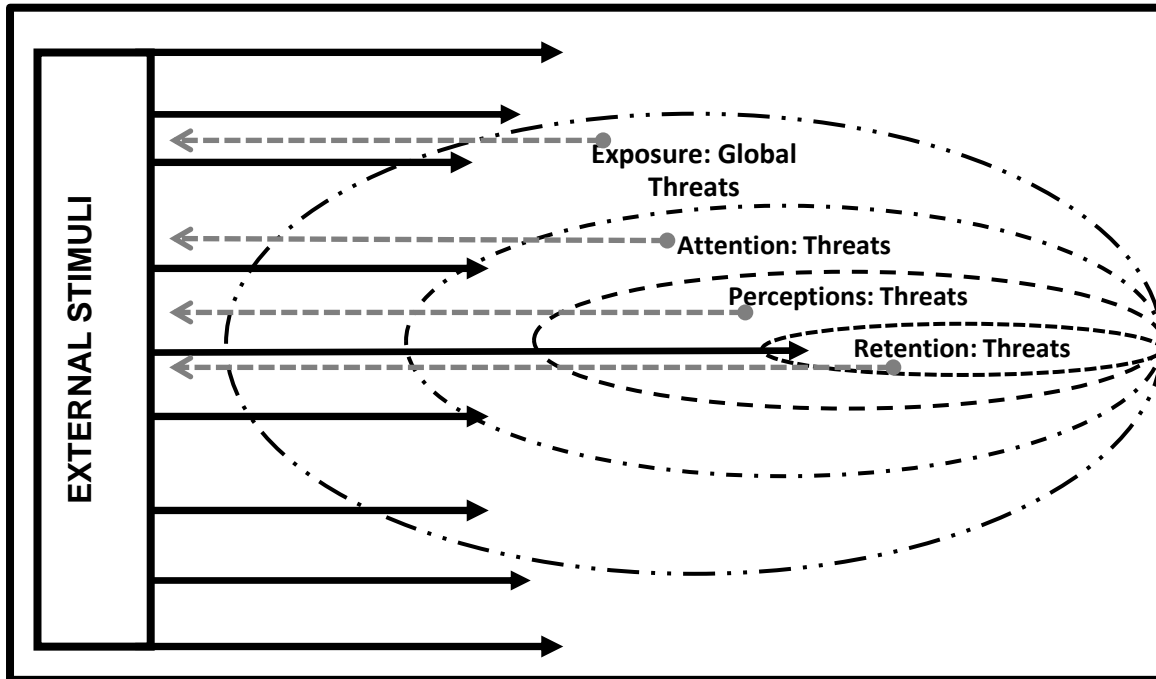 EXTERNAL STIMULI
Exposure: Global
Threats
Attention: Threats
Perceptions: Threats
Retention: Threats